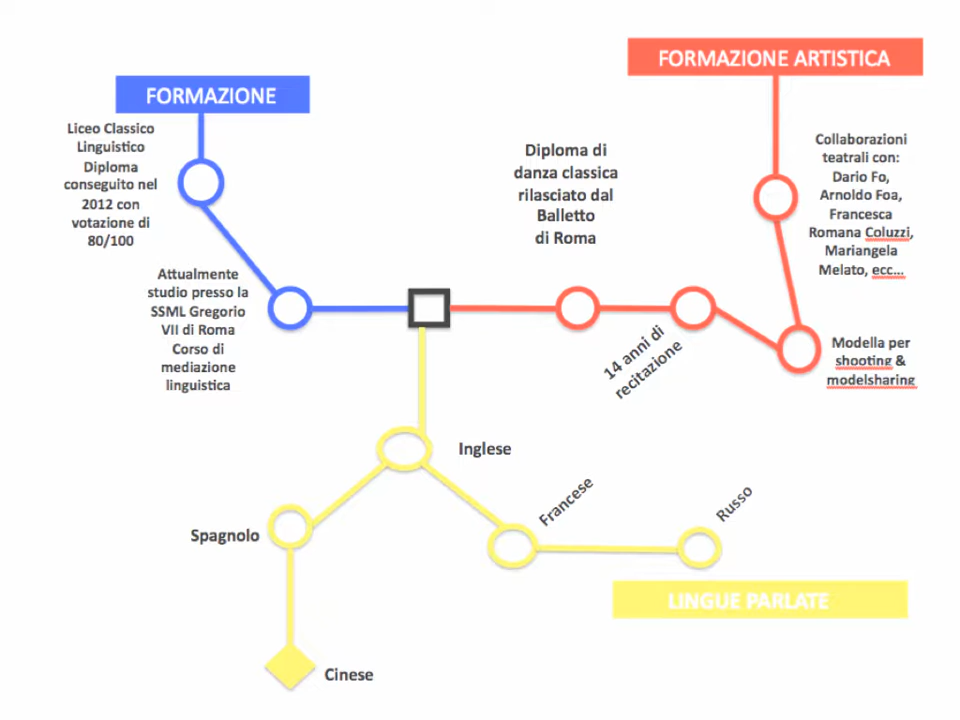 FORMAZIONE
Liceo Classico
Linguistico
Diploma
conseguito nel
2012 con
votazione di
80/100
Attualmente
studio presso la
SSML Gregorio
VII di Roma
Corso di
mediazione
linguistica
FORMAZIONE ARTISTICA
Collaborazioni
teatrali con:
Dario Fo,
Arnoldo Foa,
Francesca
Romana Coluzzi,
Mariangela
Melato, ecc...
Diploma di
danza classica
rilasciato dal
Balletto
di Roma
14 anni di
recitazione
Modella per
shooting &
modelsharing
Inglese
Francese
Russo
Spagnolo
LINGUE PARLATE
Cinese